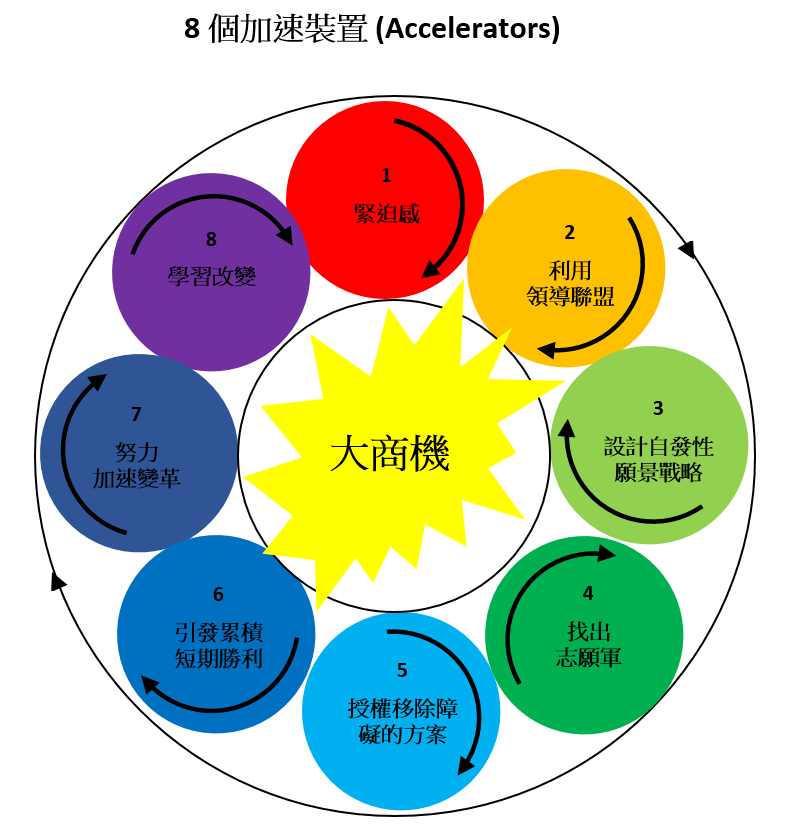 8 個加速裝置 (Accelerators)
1
緊迫感
2
利用
領導聯盟
3
設計自發性
願景戰略
4
找出
志願軍
5
授權移除障
礙的方案
6
引發累積
短期勝利
7
努力
加速變革
8
學習改變
大商機